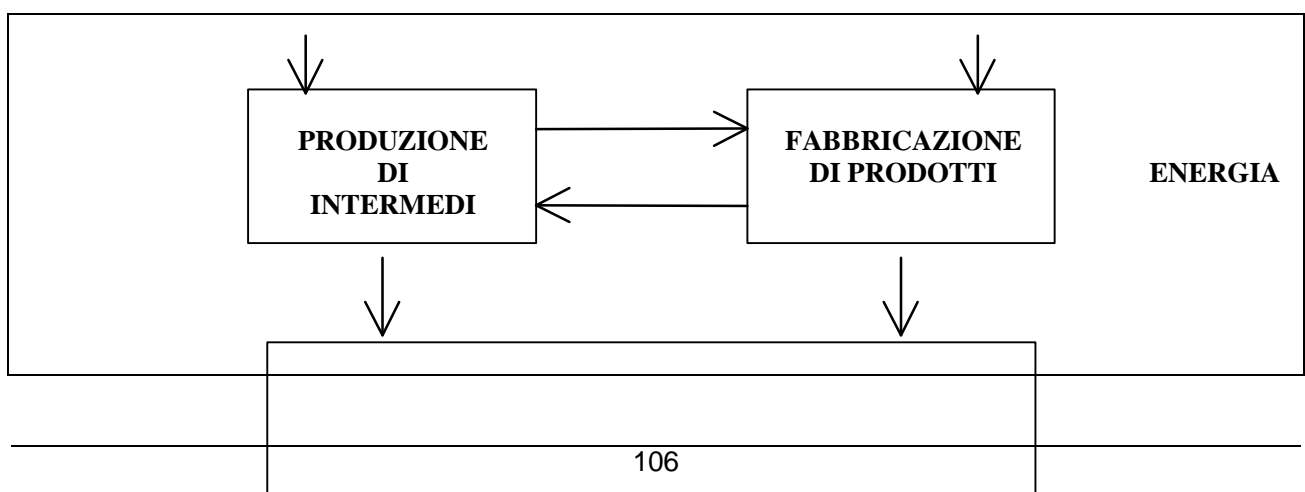 PRODUZIONE
DI
INTERMEDI
FABBRICAZIONE
DI PRODOTTI
ENERGIA
106